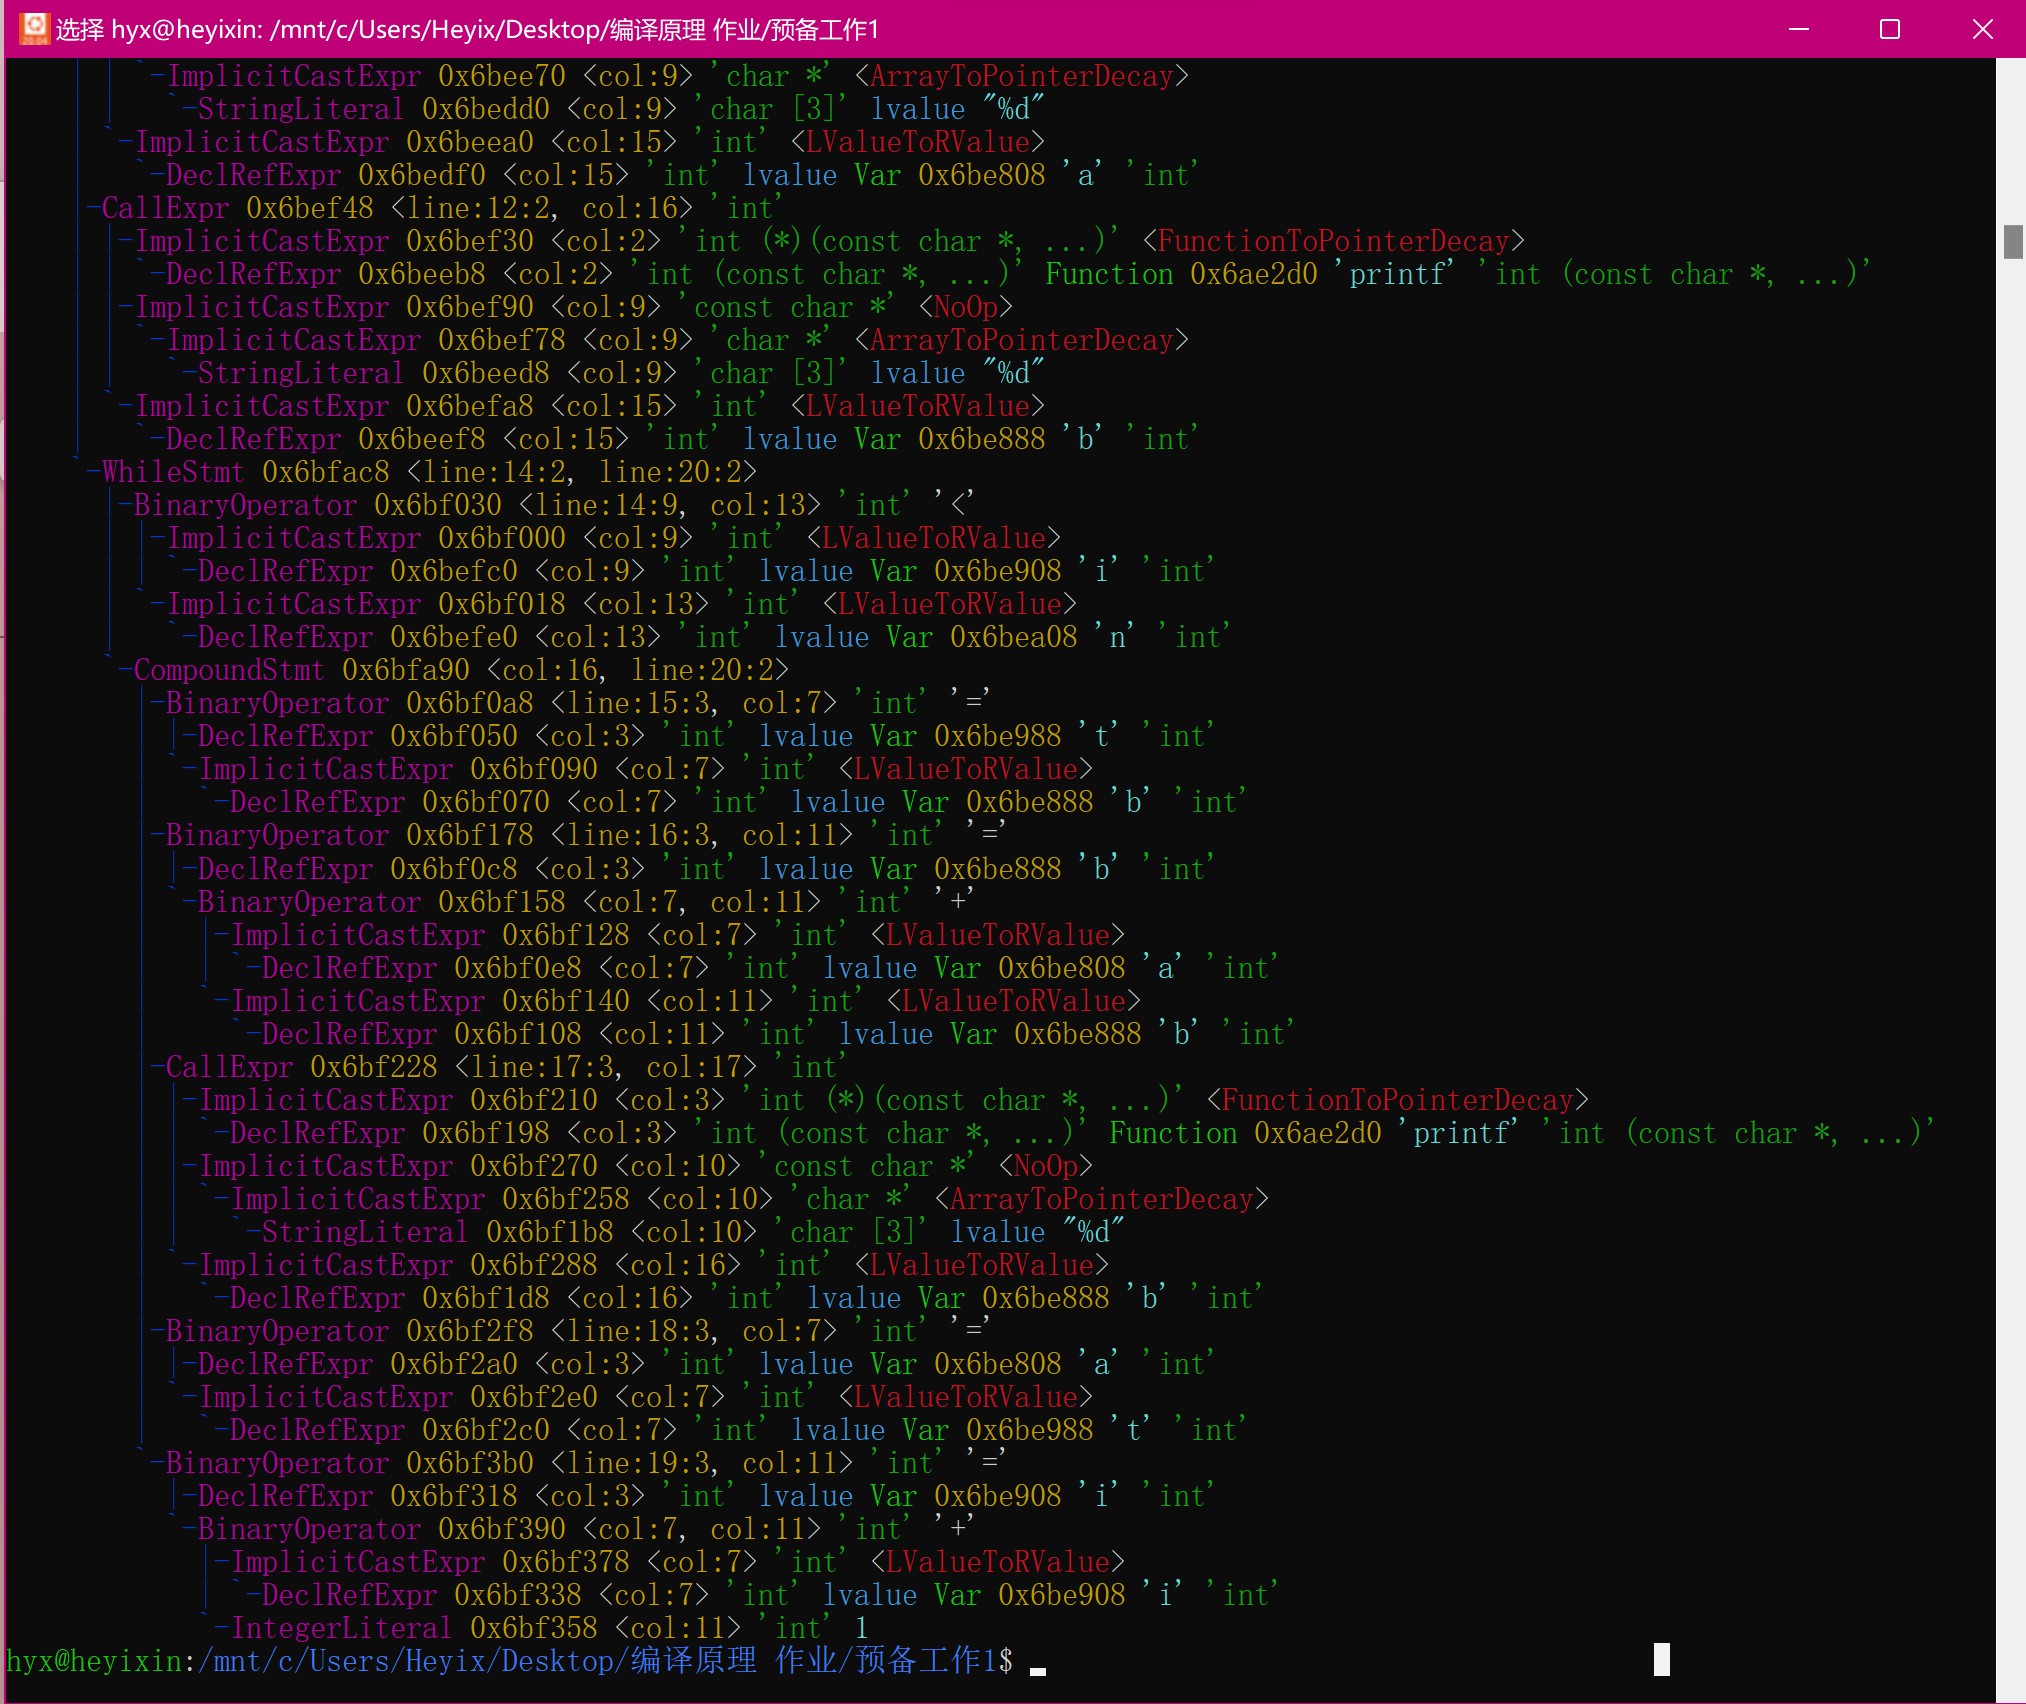 选择 hyx@heyixin: /mnt/c/Users/Heyix/Desktop/编译原理 作业/预备工作1
| | `-ImplicitCastExpr 0x6bee70 <col:9> 'char *' <ArrayToPointerDecay>
| |   `-StringLiteral 0x6bedd0 <col:9> 'char [3]' lvalue "%d"
| `-ImplicitCastExpr 0x6beea0 <col:15> 'int' <LValueToRValue>
|   `-DeclRefExpr 0x6bedf0 <col:15> 'int' lvalue Var 0x6be808 'a' 'int'
|-CallExpr 0x6bef48 <line:12:2, col:16> 'int'
| |-ImplicitCastExpr 0x6bef30 <col:2> 'int (*)(const char *, ...)' <FunctionToPointerDecay>
| | `-DeclRefExpr 0x6beeb8 <col:2> 'int (const char *, ...)' Function 0x6ae2d0 'printf' 'int (const char *, ...)'
| |-ImplicitCastExpr 0x6bef90 <col:9> 'const char *' <NoOp>
| | `-ImplicitCastExpr 0x6bef78 <col:9> 'char *' <ArrayToPointerDecay>
| |   `-StringLiteral 0x6beed8 <col:9> 'char [3]' lvalue "%d"
| `-ImplicitCastExpr 0x6befa8 <col:15> 'int' <LValueToRValue>
|   `-DeclRefExpr 0x6beef8 <col:15> 'int' lvalue Var 0x6be888 'b' 'int'
`-WhileStmt 0x6bfac8 <line:14:2, line:20:2>
  |-BinaryOperator 0x6bf030 <line:14:9, col:13> 'int' '<'
  | |-ImplicitCastExpr 0x6bf000 <col:9> 'int' <LValueToRValue>
  | | `-DeclRefExpr 0x6befc0 <col:9> 'int' lvalue Var 0x6be908 'i' 'int'
  | `-ImplicitCastExpr 0x6bf018 <col:13> 'int' <LValueToRValue>
  |   `-DeclRefExpr 0x6befe0 <col:13> 'int' lvalue Var 0x6bea08 'n' 'int'
  `-CompoundStmt 0x6bfa90 <col:16, line:20:2>
    |-BinaryOperator 0x6bf0a8 <line:15:3, col:7> 'int' '='
    | |-DeclRefExpr 0x6bf050 <col:3> 'int' lvalue Var 0x6be988 't' 'int'
    | `-ImplicitCastExpr 0x6bf090 <col:7> 'int' <LValueToRValue>
    |   `-DeclRefExpr 0x6bf070 <col:7> 'int' lvalue Var 0x6be888 'b' 'int'
    |-BinaryOperator 0x6bf178 <line:16:3, col:11> 'int' '='
    | |-DeclRefExpr 0x6bf0c8 <col:3> 'int' lvalue Var 0x6be888 'b' 'int'
    | `-BinaryOperator 0x6bf158 <col:7, col:11> 'int' '+'
    |   |-ImplicitCastExpr 0x6bf128 <col:7> 'int' <LValueToRValue>
    |   | `-DeclRefExpr 0x6bf0e8 <col:7> 'int' lvalue Var 0x6be808 'a' 'int'
    |   `-ImplicitCastExpr 0x6bf140 <col:11> 'int' <LValueToRValue>
    |     `-DeclRefExpr 0x6bf108 <col:11> 'int' lvalue Var 0x6be888 'b' 'int'
    |-CallExpr 0x6bf228 <line:17:3, col:17> 'int'
    | |-ImplicitCastExpr 0x6bf210 <col:3> 'int (*)(const char *, ...)' <FunctionToPointerDecay>
    | | `-DeclRefExpr 0x6bf198 <col:3> 'int (const char *, ...)' Function 0x6ae2d0 'printf' 'int (const char *, ...)'
    | |-ImplicitCastExpr 0x6bf270 <col:10> 'const char *' <NoOp>
    | | `-ImplicitCastExpr 0x6bf258 <col:10> 'char *' <ArrayToPointerDecay>
    | |   `-StringLiteral 0x6bf1b8 <col:10> 'char [3]' lvalue "%d"
    | `-ImplicitCastExpr 0x6bf288 <col:16> 'int' <LValueToRValue>
    |   `-DeclRefExpr 0x6bf1d8 <col:16> 'int' lvalue Var 0x6be888 'b' 'int'
    |-BinaryOperator 0x6bf2f8 <line:18:3, col:7> 'int' '='
    | |-DeclRefExpr 0x6bf2a0 <col:3> 'int' lvalue Var 0x6be808 'a' 'int'
    | `-ImplicitCastExpr 0x6bf2e0 <col:7> 'int' <LValueToRValue>
    |   `-DeclRefExpr 0x6bf2c0 <col:7> 'int' lvalue Var 0x6be988 't' 'int'
    `-BinaryOperator 0x6bf3b0 <line:19:3, col:11> 'int' '='
      |-DeclRefExpr 0x6bf318 <col:3> 'int' lvalue Var 0x6be908 'i' 'int'
      `-BinaryOperator 0x6bf390 <col:7, col:11> 'int' '+'
        |-ImplicitCastExpr 0x6bf378 <col:7> 'int' <LValueToRValue>
        | `-DeclRefExpr 0x6bf338 <col:7> 'int' lvalue Var 0x6be908 'i' 'int'
        `-IntegerLiteral 0x6bf358 <col:11> 'int' 1
hyx@heyixin:/mnt/c/Users/Heyix/Desktop/编译原理 作业/预备工作1$